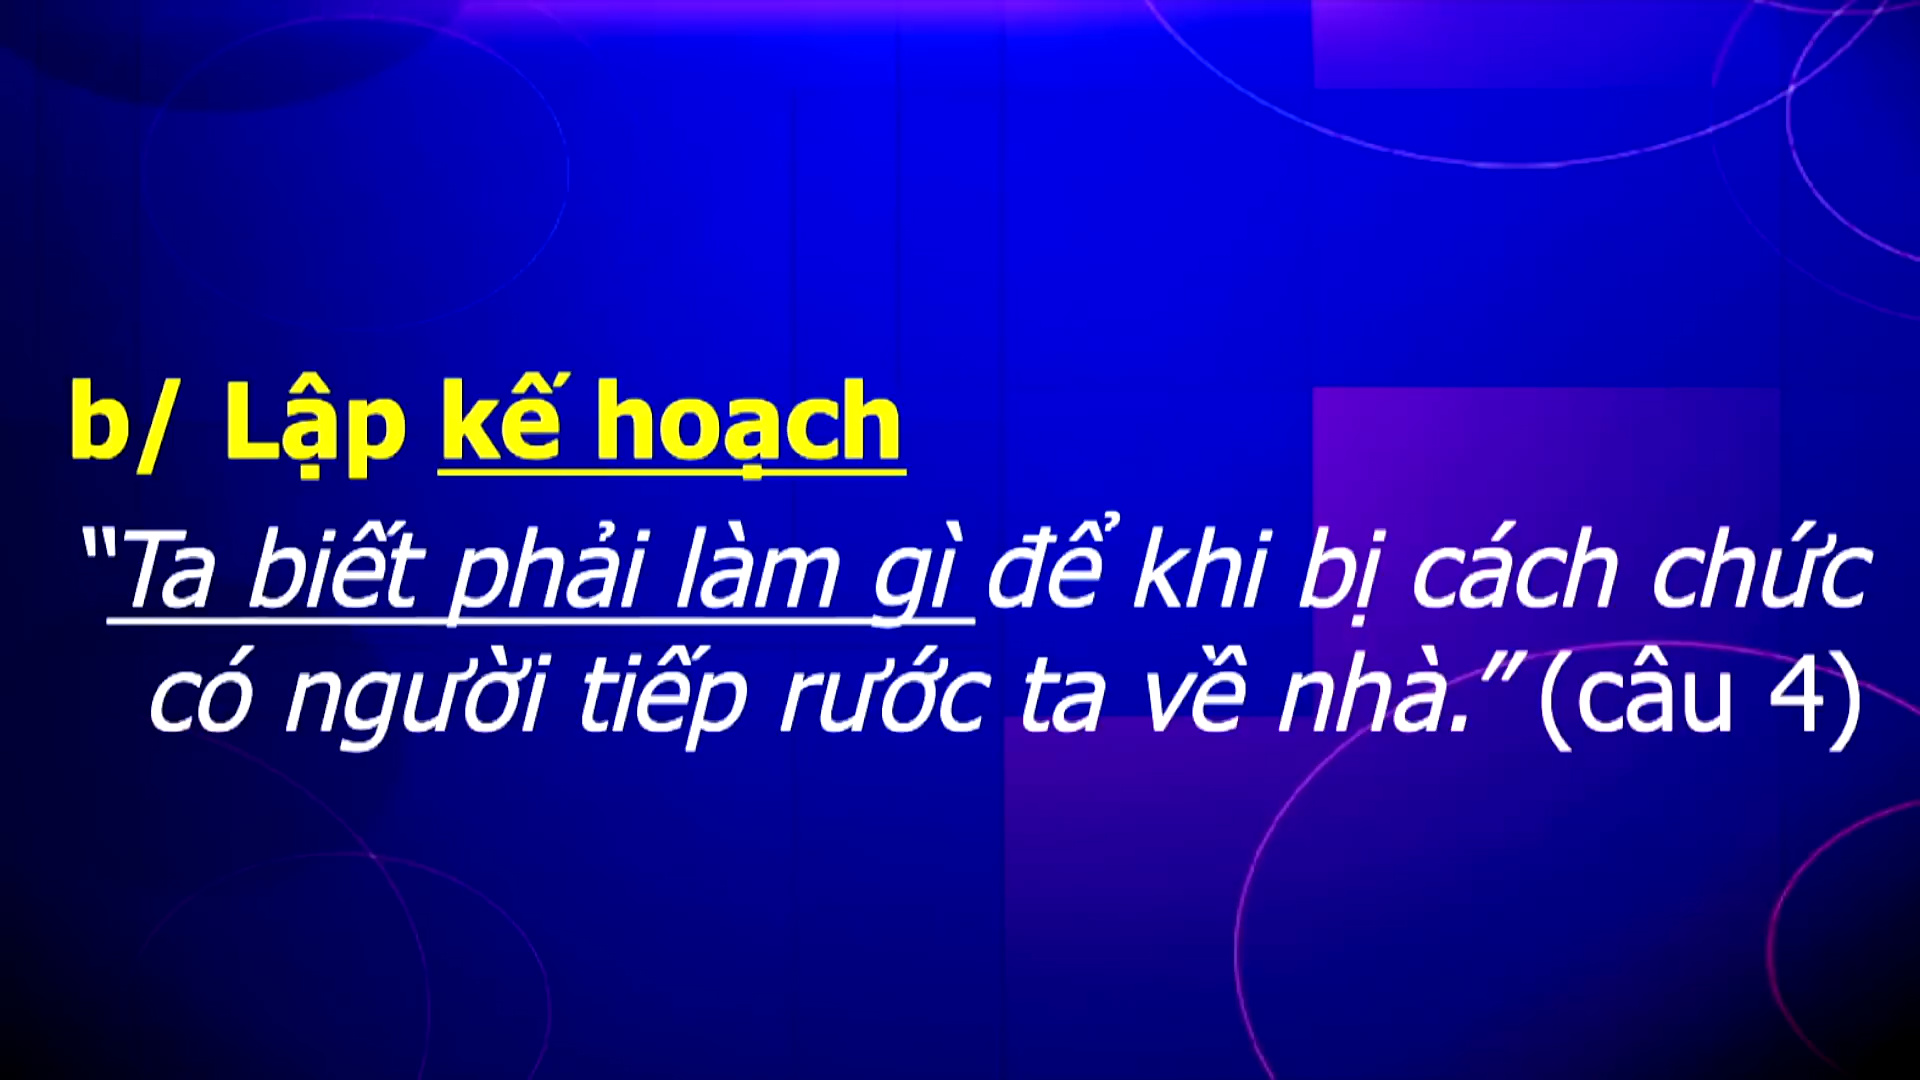 b/ Lập kế hoạch
“Ta biết phải làm gì để khi bị cách chức
có người tiếp rước ta về nhà.” (câu 4)